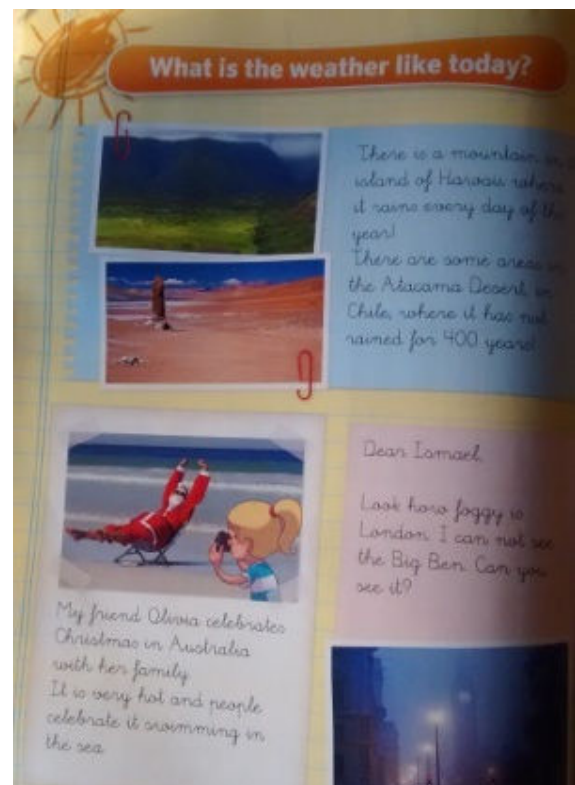 What is the weather like today?
There is a mountain in
island of Hawaii where
it rains every day of the
year!
There are some areas in
the Atacama Desert, in
Chile, where it has not
rained for 400 years!
My friend Olivia celebrates
Christmas in Australia
with her family.
It is very hot and people
celebrate it swimming in
the sea.
Dear Ismael,
Look how foggy is
London. I can not see
the Big Ben. Can you
see it?